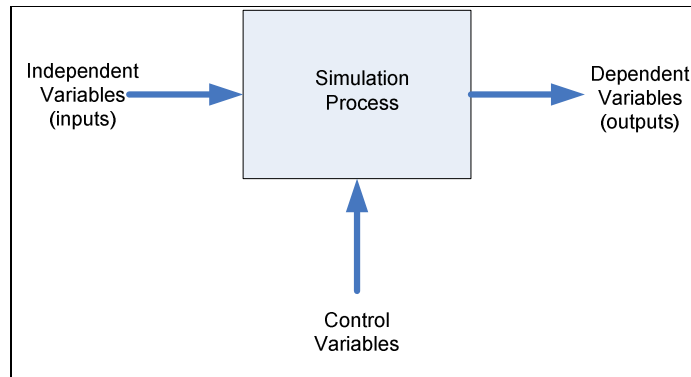 Independent
Variables
(inputs)
Simulation
Process
Dependent
Variables
(outputs)
Control
Variables